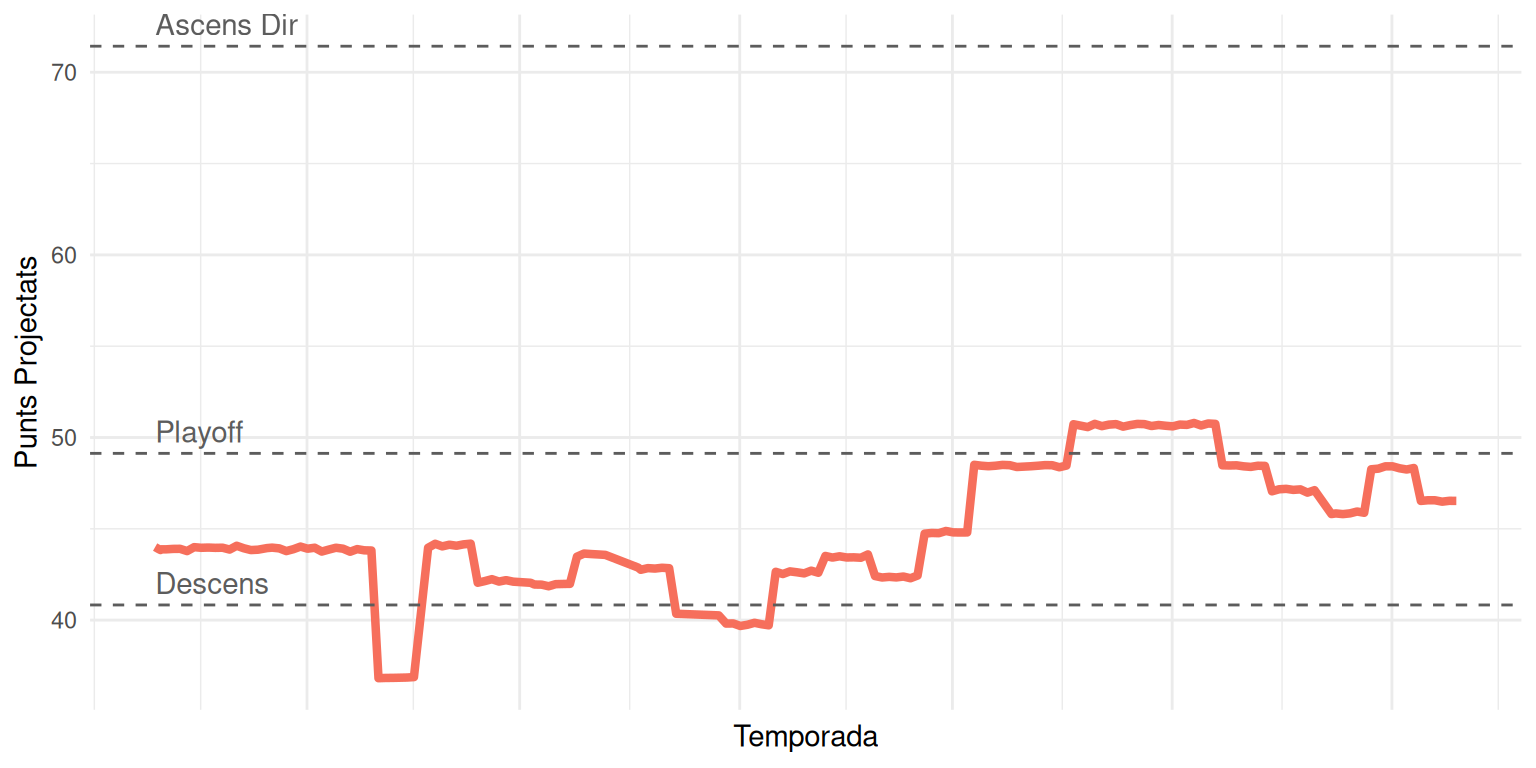 Ascens Dir
70
60
Punts Projectats
Playoff
50
Descens
40
Temporada